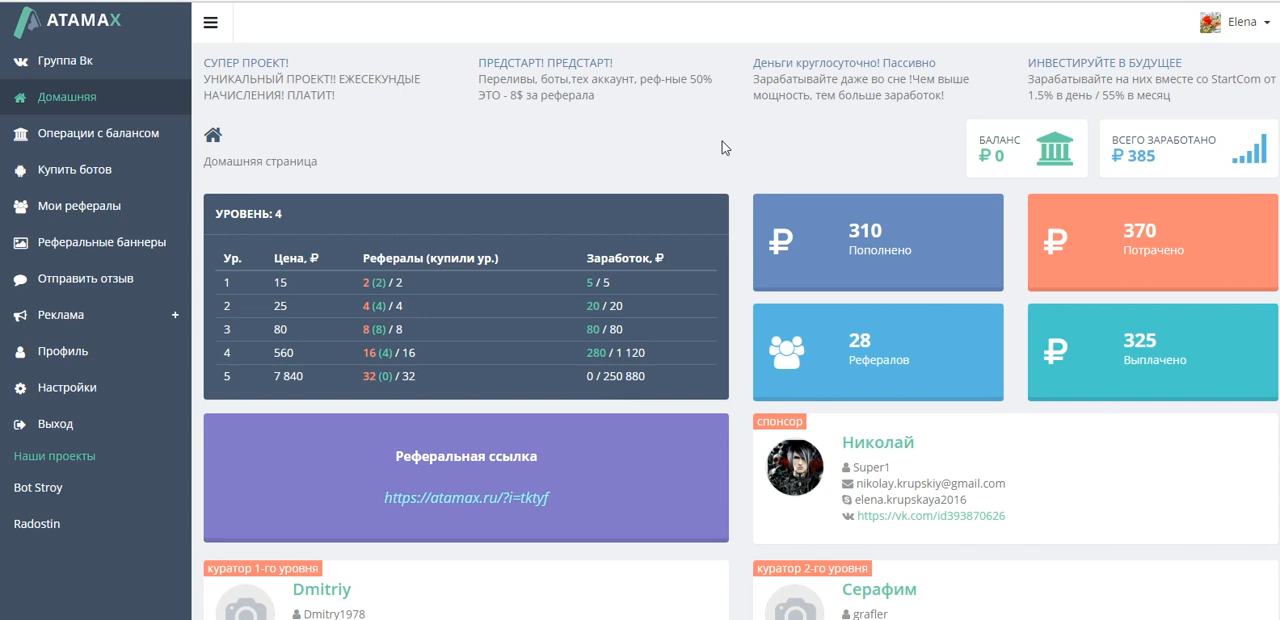 ATAMAX
Elena
Группа Вк
Домашняя
Операции с балансом
Купить ботов
Мои рефералы
Реферальные баннеры
Отправить отзыв
Реклама +
Профиль
Настройки
Выход
Наши проекты
Bot Stroy
Radostin
СУПЕР ПРОЕКТ!
УНИКАЛЬНЫЙ ПРОЕКТ!! ЕЖЕСЕКУНДЫЕ
НАЧИСЛЕНИЯ! ПЛАТИТ!
ПРЕДСТАРТ! ПРЕДСТАРТ!
Переливы, боты,тех аккаунт, реф-ные 50%
ЭТО - 8$ за реферала
Деньги круглосуточно! Пассивно
Зарабатывайте даже во сне !Чем выше
мощность, тем больше заработок!
ИНВЕСТИРУЙТЕ В БУДУЩЕЕ
Зарабатывайте на них вместе со StartCom от
1.5% в день / 55% в месяц
Домашняя страница
БАЛАНС
₽ 0
ВСЕГО ЗАРАБОТАНО
₽ 385
УРОВЕНЬ: 4
Ур. Цена, ₽ Рефералы (купили ур.) Заработок, ₽
1 15 2 (2) / 2 5 / 5
2 25 4 (4) / 4 20 / 20
3 80 8 (8) / 8 80 / 80
4 560 16 (4) / 16 280 / 1 120
5 7 840 32 (0) / 32 0 / 250 880
₽ 310
Пополнено
₽ 370
Потрачено
28
Рефералов
₽ 325
Выплачено
Реферальная ссылка
https://atamax.ru/?i=tktyf
спонсор
Николай
Super1
nikolay.krupskiy@gmail.com
elena.krupskaya2016
https://vk.com/id393870626
куратор 1-го уровня
Dmitriy
Dmitry1978
куратор 2-го уровня
Серафим
grafler